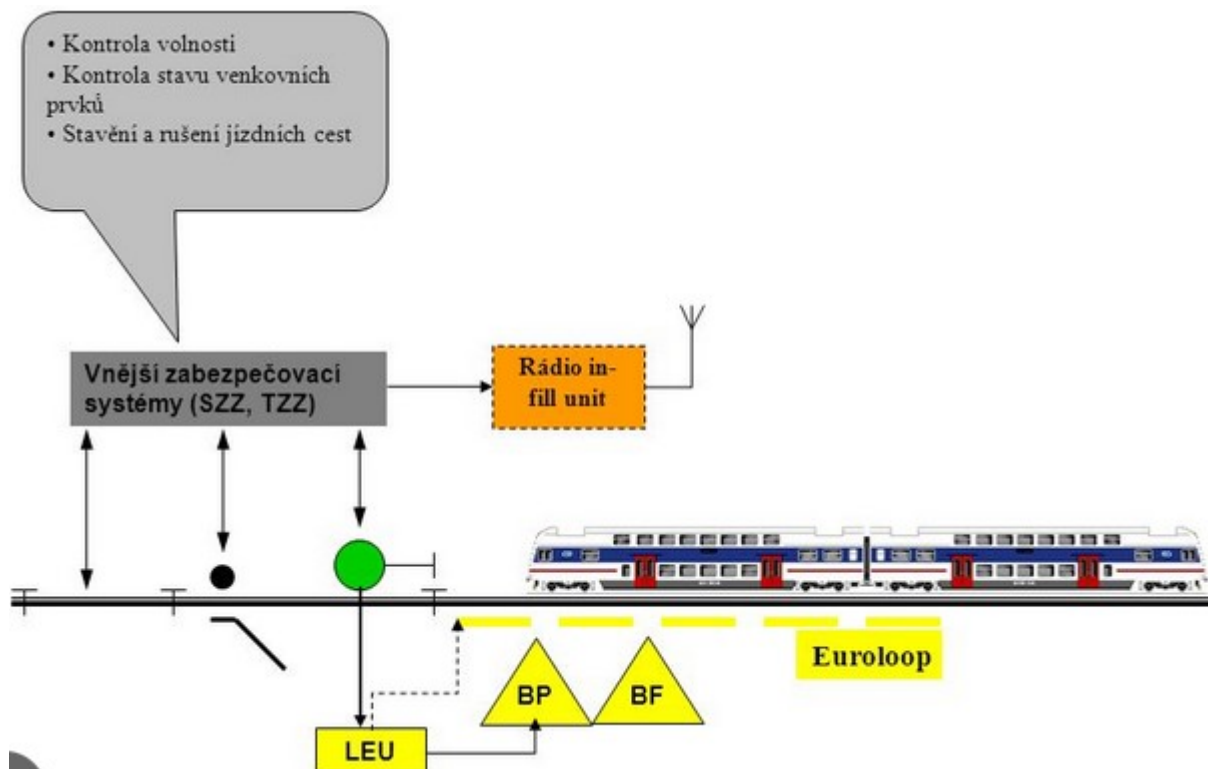 • Kontrola volnosti
• Kontrola stavu venkovních
prvků
• Stavění a rušení jízdních cest
Vnější zabezpečovací
systémy (SZZ, TZZ)
Rádio in-
fill unit
Euroloop
BP
BF
LEU